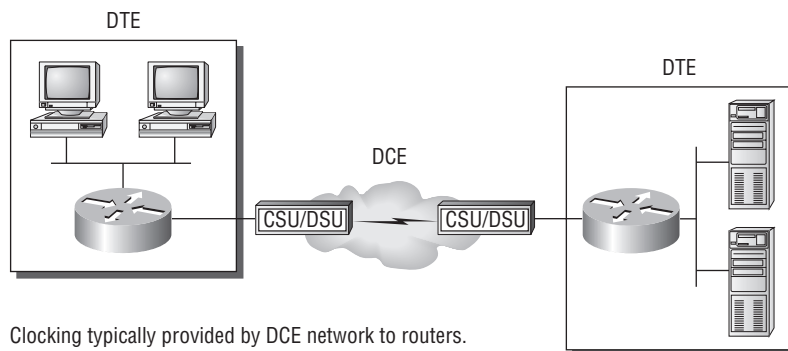 DTE
DTE
DCE
CSU/DSU
CSU/DSU
Clocking typically provided by DCE network to routers.